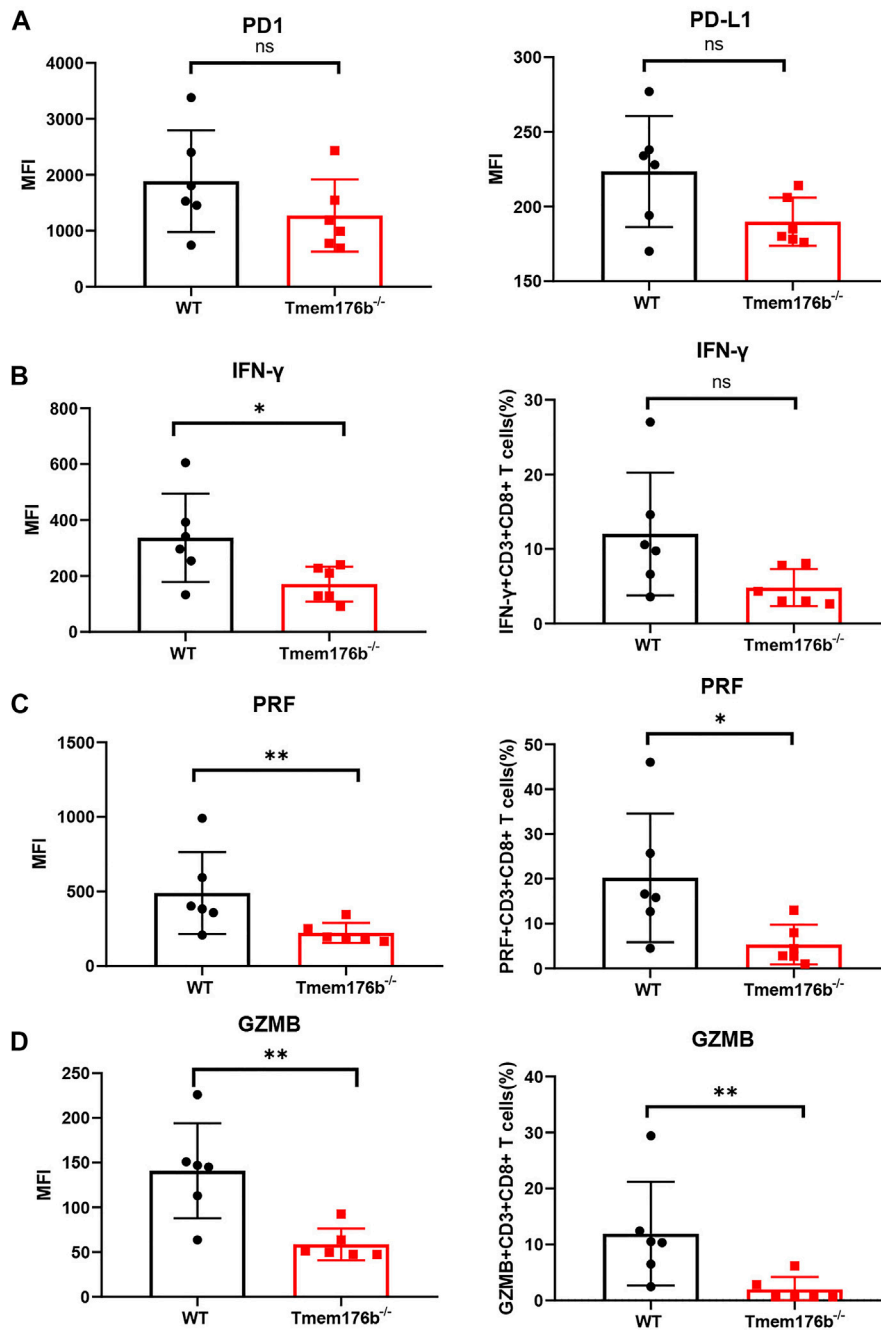 A
PD1
ns
MFI
4000
3000
2000
1000
0
WT
Tmem176b-/-
PD-L1
ns
MFI
300
250
200
150
WT
Tmem176b-/-
B
IFN-γ
*
MFI
800
600
400
200
0
WT
Tmem176b-/-
IFN-γ
ns
IFN-γ+CD3+CD8+ T cells(%)
30
20
10
0
WT
Tmem176b-/-
C
PRF
**
MFI
1500
1000
500
0
WT
Tmem176b-/-
PRF
*
PRF+CD3+CD8+ T cells(%)
50
40
30
20
10
0
WT
Tmem176b-/-
D
GZMB
**
MFI
250
200
150
100
50
0
WT
Tmem176b-/-
GZMB
**
GZMB+CD3+CD8+ T cells(%)
40
30
20
10
0
WT
Tmem176b-/-